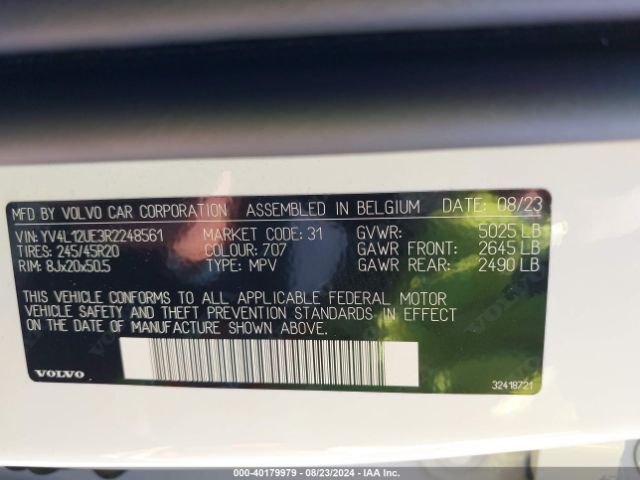 MFD BY VOLVO CAR CORPORATION ASSEMBLED IN BELGIUM DATE: 08/23
VIN: YV4L12UE3R2248561 MARKET CODE: 31 GVWR: 5025 LB
TIRES: 245/45R20 COLOUR: 707 GAWR FRONT: 2645 LB
RIM: 8Jx20x50.5 TYPE: MPV GAWR REAR: 2490 LB
THIS VEHICLE CONFORMS TO ALL APPLICABLE FEDERAL MOTOR
VEHICLE SAFETY AND THEFT PREVENTION STANDARDS IN EFFECT
ON THE DATE OF MANUFACTURE SHOWN ABOVE.
VOLVO 32418721
000-40179979 - 08/23/2024 - IAA Inc.